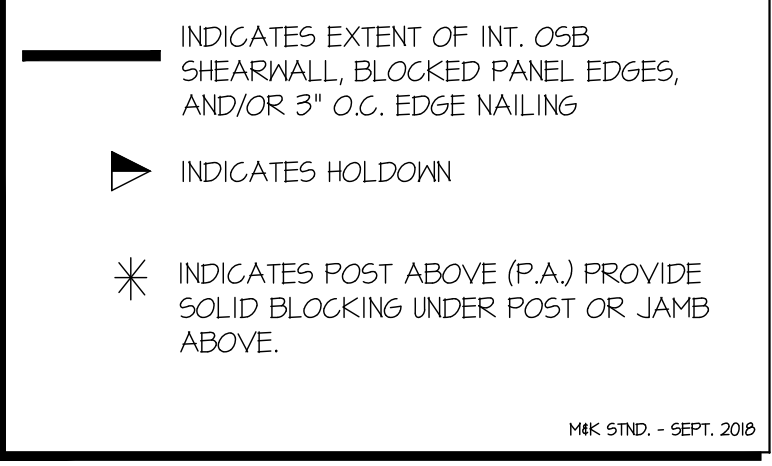 INDICATES EXTENT OF INT. OSB
SHEARWALL, BLOCKED PANEL EDGES,
AND/OR 3" O.C. EDGE NAILING
INDICATES HOLDOWN
INDICATES POST ABOVE (P.A.) PROVIDE
SOLID BLOCKING UNDER POST OR JAMB
ABOVE.
M&K STND. - SEPT. 2018